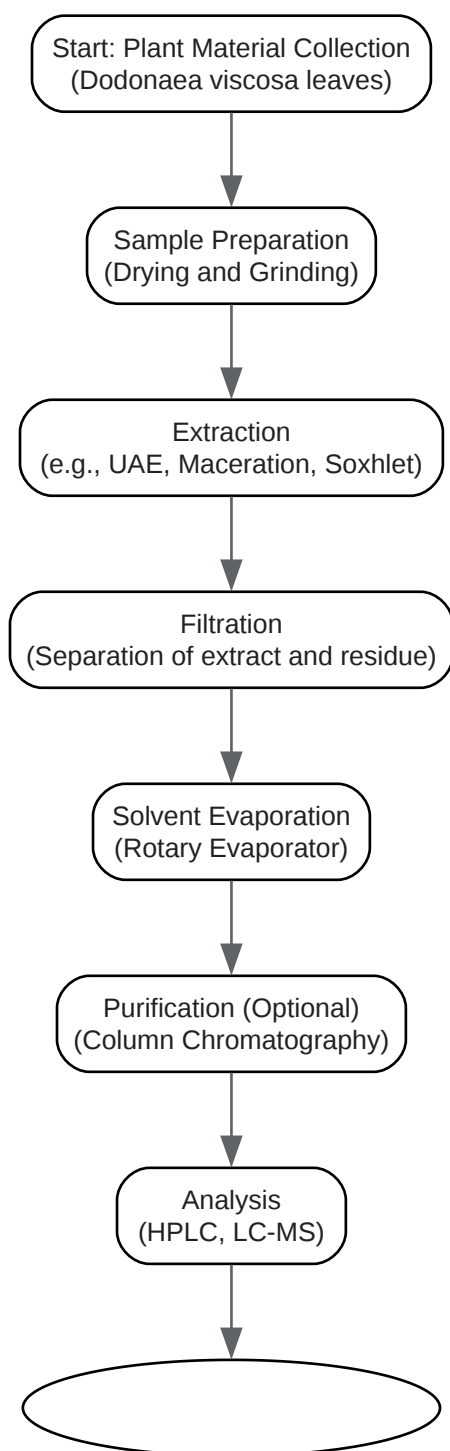 Start: Plant Material Collection
(Dodonaea viscosa leaves)
Sample Preparation
(Drying and Grinding)
Extraction
(e.g., UAE, Maceration, Soxhlet)
Filtration
(Separation of extract and residue)
Solvent Evaporation
(Rotary Evaporator)
Purification (Optional)
(Column Chromatography)
Analysis
(HPLC, LC-MS)